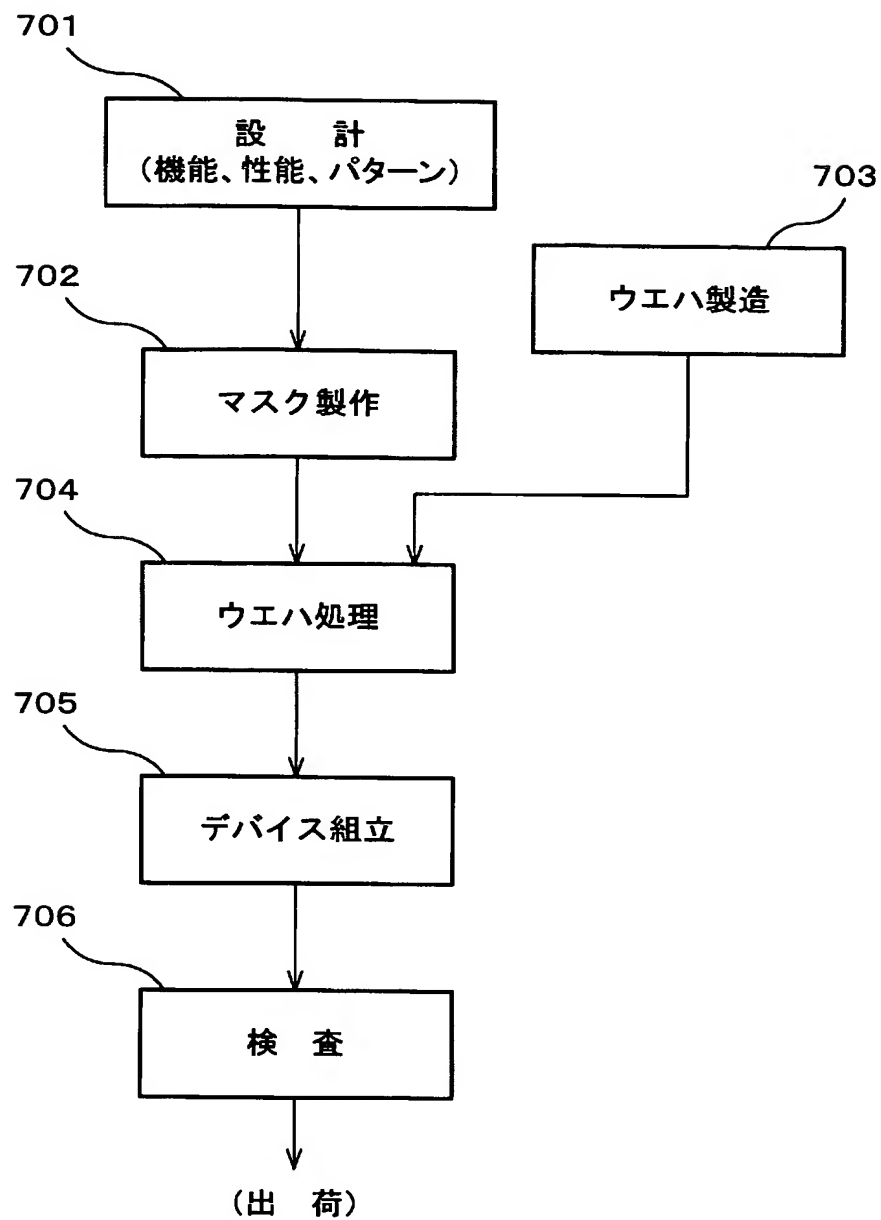 701
設　計
(機能、性能、パターン)
703
ウエハ製造
702
マスク製作
704
ウエハ処理
705
デバイス組立
706
検　査
(出　荷)